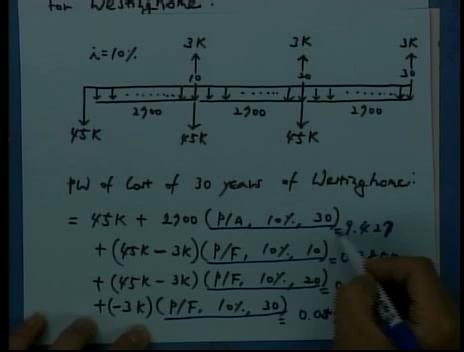 for Westinghouse:
i=10%
3K 3K 3K
10 20 30
2900 2900 2900
45K 45K 45K
PW of Cost of 30 years of Westinghouse:
= 45K + 2900 (P/A, 10%, 30) = 9.427
+ (45K - 3K) (P/F, 10%, 10) =
+ (45K - 3K) (P/F, 10%, 20) =
+ (-3K) (P/F, 10%, 30) =